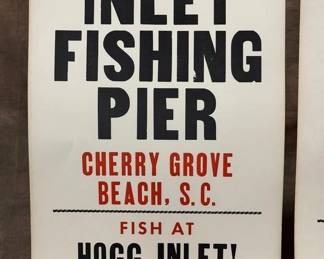 INLET
FISHING
PIER
CHERRY GROVE
BEACH, S.C.
FISH AT
HOGG INLET!